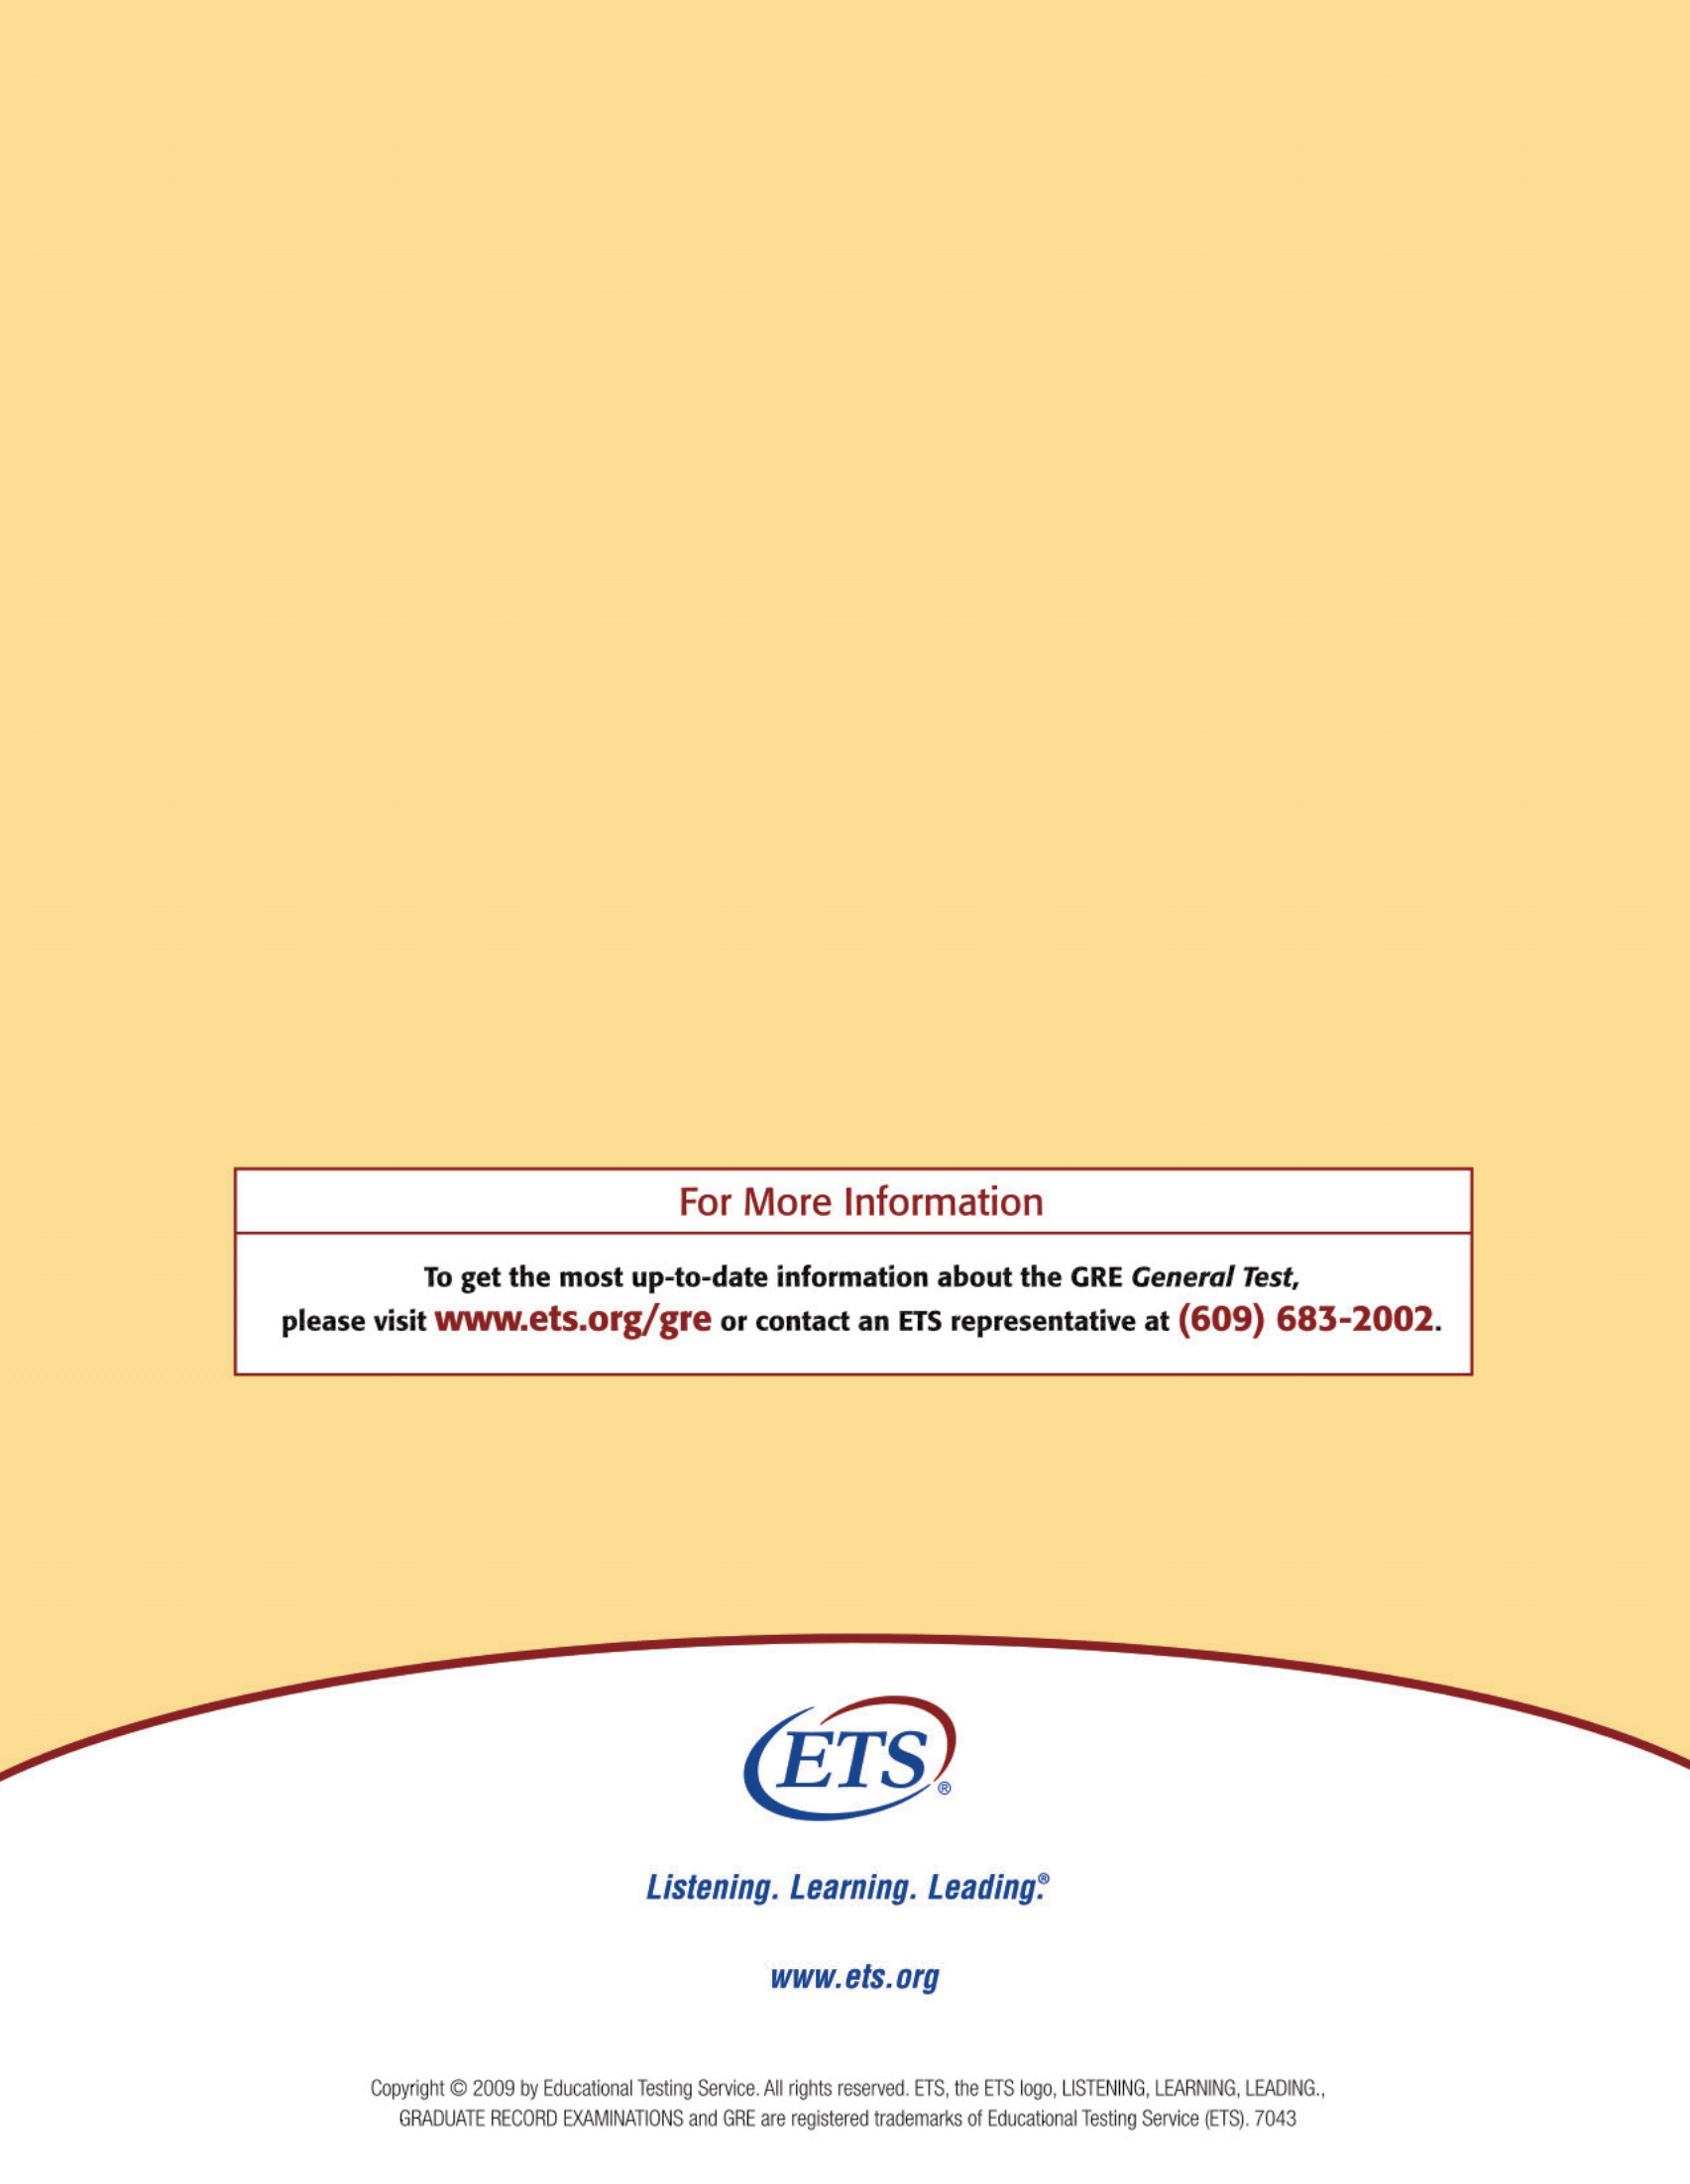 For More Information
To get the most up-to-date information about the GRE General Test,
please visit www.ets.org/gre or contact an ETS representative at (609) 683-2002.
ETS®
Listening. Learning. Leading.®
www.ets.org
Copyright © 2009 by Educational Testing Service. All rights reserved. ETS, the ETS logo, LISTENING, LEARNING, LEADING.,
GRADUATE RECORD EXAMINATIONS and GRE are registered trademarks of Educational Testing Service (ETS). 7043